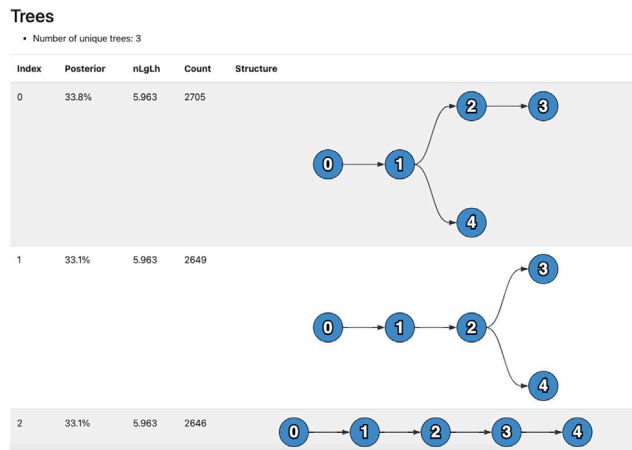 Trees
• Number of unique trees: 3
Index Posterior nLgLh Count Structure
0 33.8% 5.963 2705
2 3
0 1
4
1 33.1% 5.963 2649
3
0 1 2
4
2 33.1% 5.963 2646
0 1 2 3 4